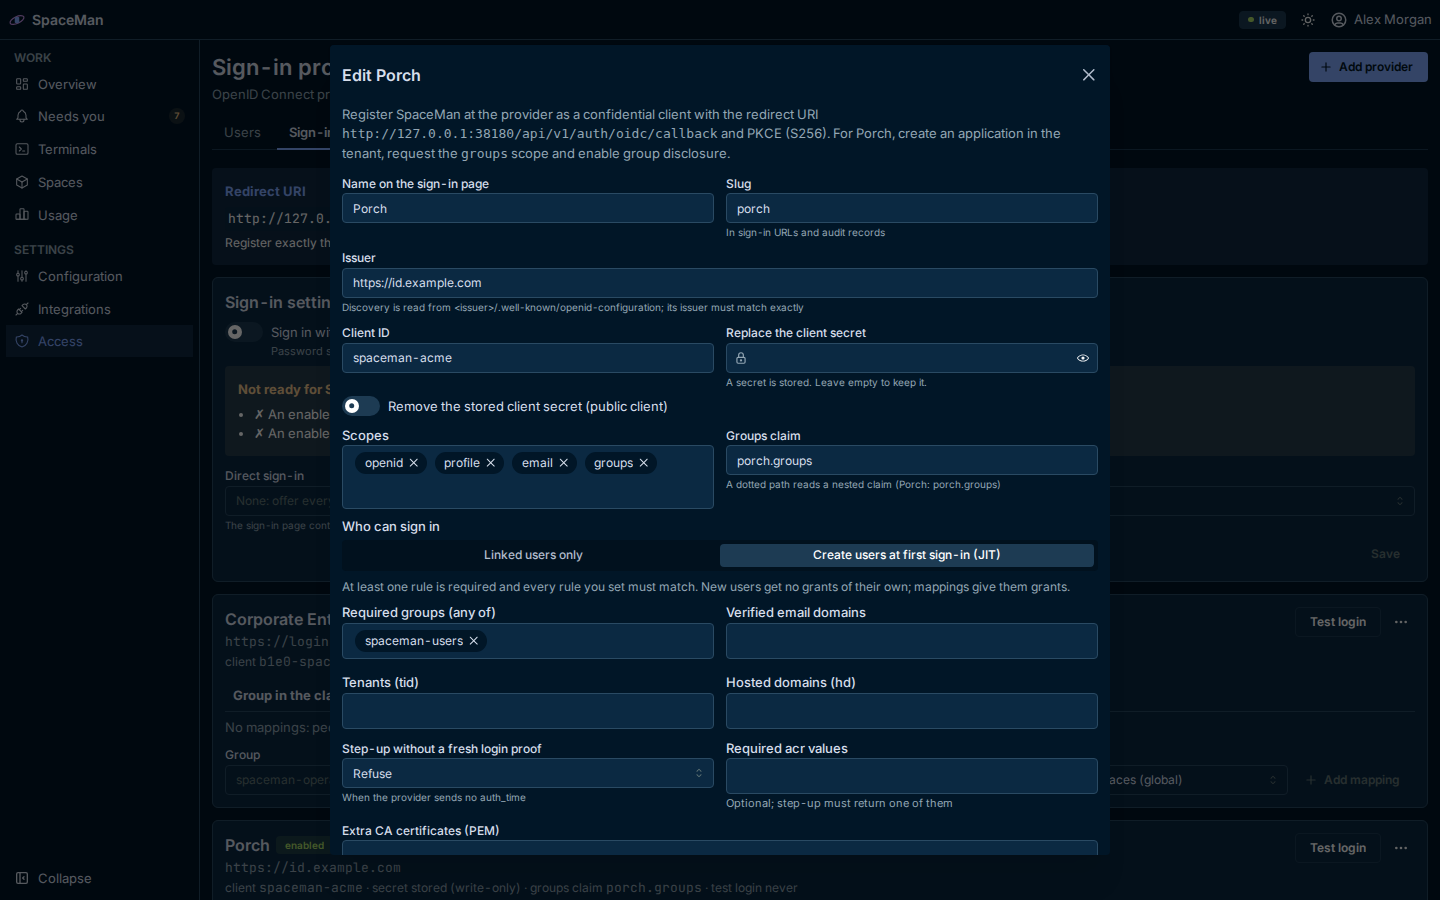 SpaceMan
live
Alex Morgan
WORK
Overview
Needs you
7
Terminals
Spaces
Usage
SETTINGS
Configuration
Integrations
Access
Collapse
Sign-in pro
OpenID Connect pr
Add provider
Users
Sign-in
Redirect URI
http://127.0.
Register exactly th
Sign-in settin
Sign in wi
Password s
Not ready for S
• ✗ An enable
• ✗ An enable
Direct sign-in
None: offer every
The sign-in page cont
Save
Corporate Ent
https://login
client b1e0-spac
Test login
Group in the cla
No mappings: peo
Group
spaceman-oper
aces (global)
Add mapping
Porch
enabled
https://id.example.com
client spaceman-acme · secret stored (write-only) · groups claim porch.groups · test login never
Test login
Edit Porch
Register SpaceMan at the provider as a confidential client with the redirect URI
http://127.0.0.1:38180/api/v1/auth/oidc/callback and PKCE (S256). For Porch, create an application in the
tenant, request the groups scope and enable group disclosure.
Name on the sign-in page
Porch
Slug
porch
In sign-in URLs and audit records
Issuer
https://id.example.com
Discovery is read from <issuer>/.well-known/openid-configuration; its issuer must match exactly
Client ID
spaceman-acme
Replace the client secret
A secret is stored. Leave empty to keep it.
Remove the stored client secret (public client)
Scopes
openid
profile
email
groups
Groups claim
porch.groups
A dotted path reads a nested claim (Porch: porch.groups)
Who can sign in
Linked users only
Create users at first sign-in (JIT)
At least one rule is required and every rule you set must match. New users get no grants of their own; mappings give them grants.
Required groups (any of)
spaceman-users
Verified email domains
Tenants (tid)
Hosted domains (hd)
Step-up without a fresh login proof
Refuse
When the provider sends no auth_time
Required acr values
Optional; step-up must return one of them
Extra CA certificates (PEM)